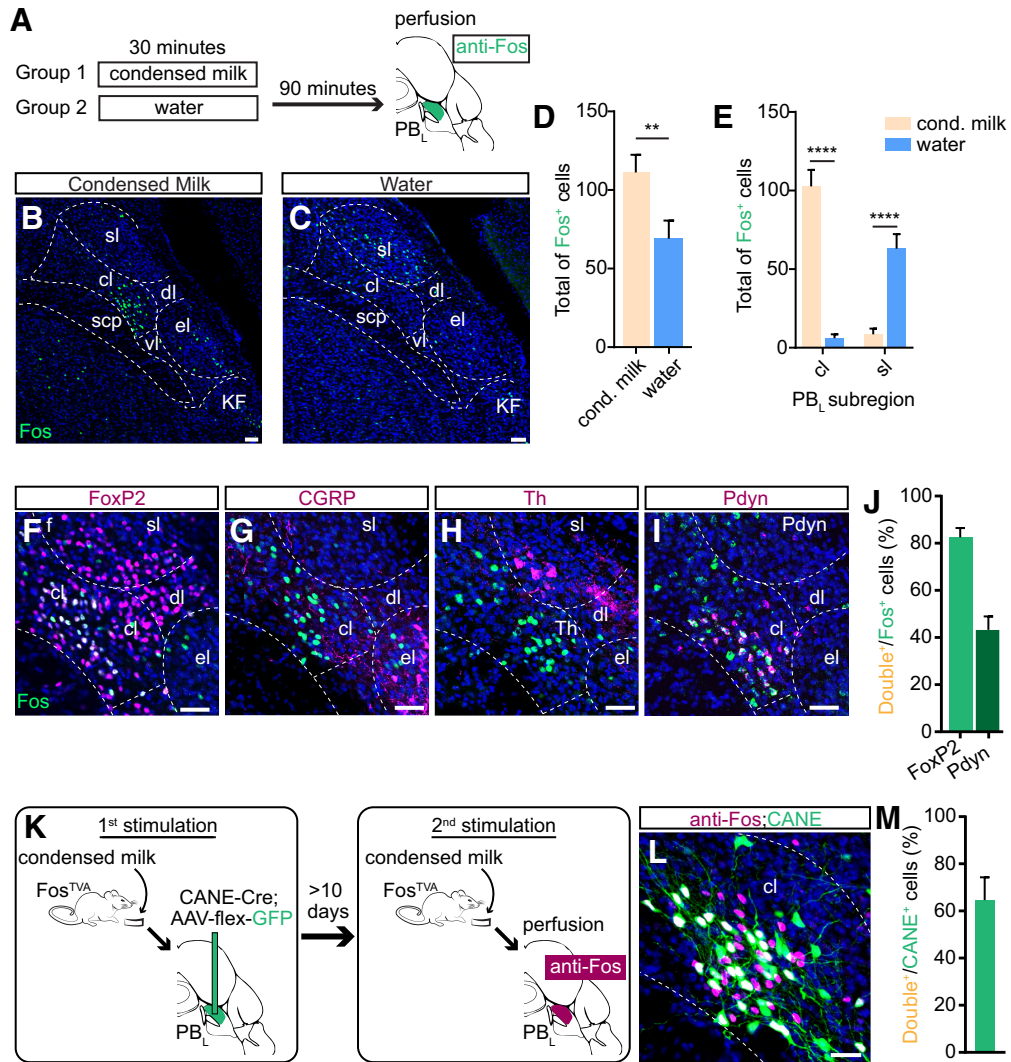 A
30 minutes
Group 1 condensed milk
Group 2 water
90 minutes
perfusion
anti-Fos
PBL
Condensed Milk
B
sl
cl
dl
scp
el
vl
KF
Fos
Water
C
sl
cl
dl
scp
el
vl
KF
D
**
Total of Fos+ cells
150
100
50
0
cond. milk
water
E
cond. milk
water
****
****
Total of Fos+ cells
150
100
50
0
cl
sl
PBL subregion
FoxP2
F
f
sl
cl
dl
cl
el
Fos
CGRP
G
sl
dl
cl
el
Th
H
sl
dl
Th
el
Pdyn
I
sl
Pdyn
dl
cl
el
J
Double+/Fos+ cells (%)
100
80
60
40
20
0
FoxP2
Pdyn
K
1st stimulation
condensed milk
FosTVA
CANE-Cre;
AAV-flex-GFP
PBL
>10
days
2nd stimulation
condensed milk
FosTVA
perfusion
anti-Fos
PBL
anti-Fos;CANE
L
cl
M
Double+/CANE+ cells (%)
100
80
60
40
20
0